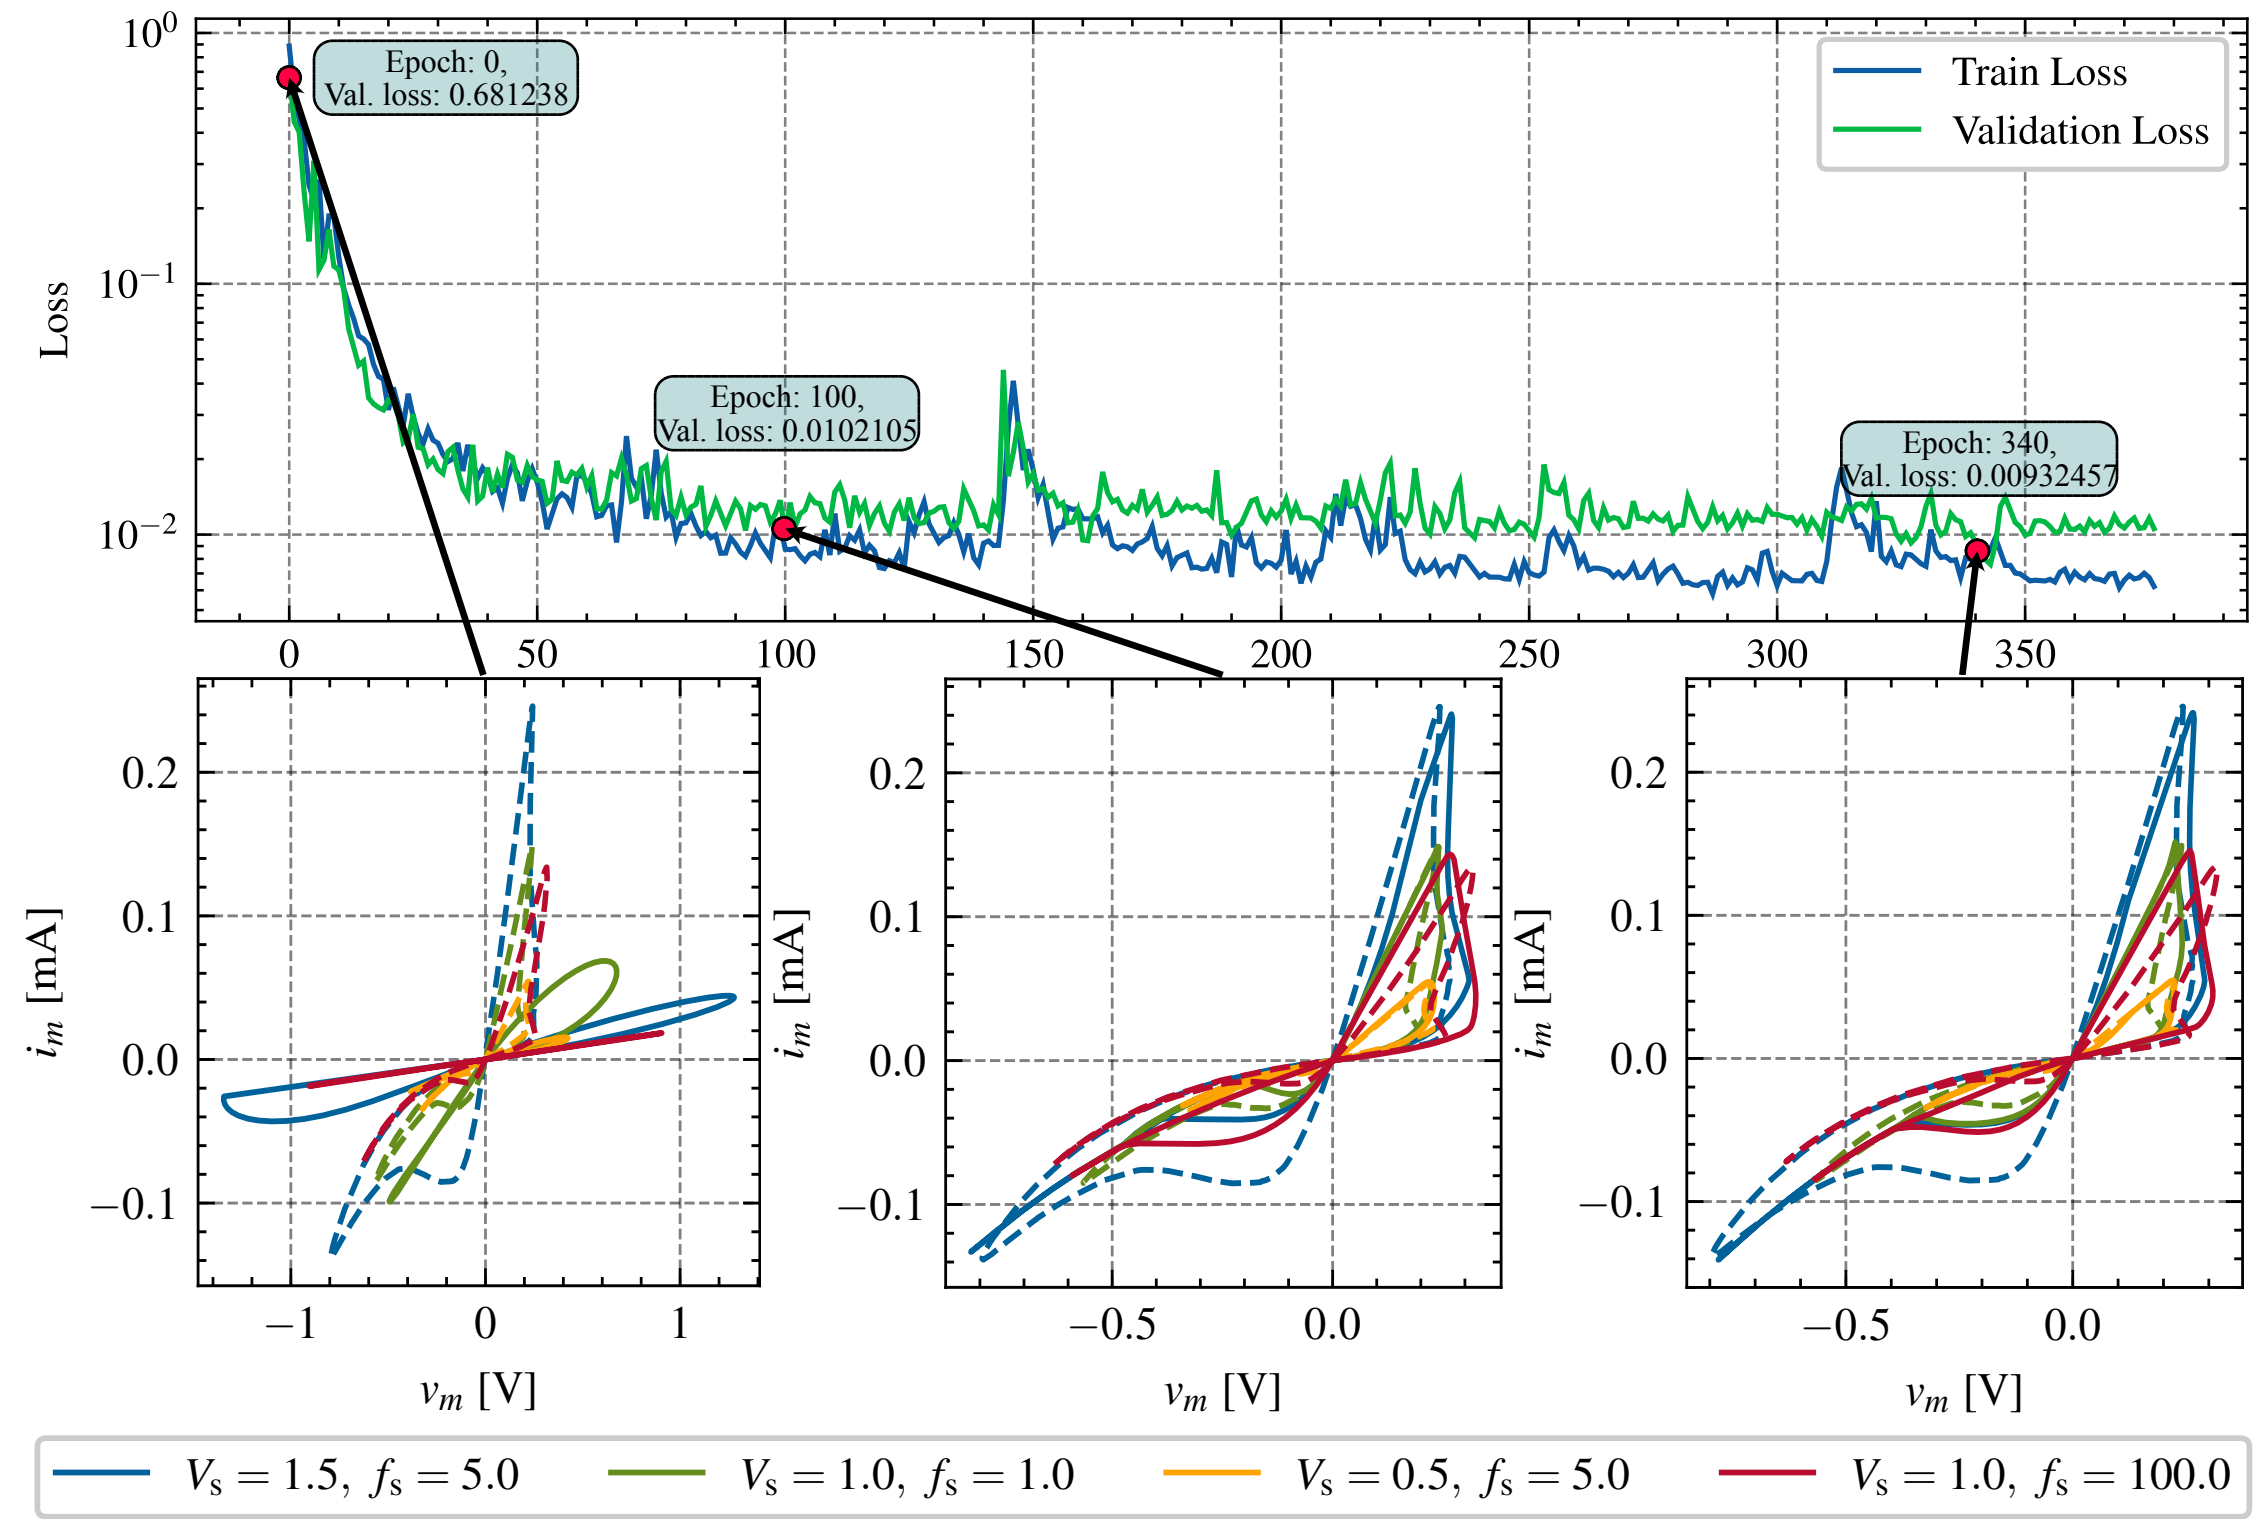 10⁰
10⁻¹
10⁻²
Loss
Epoch: 0,
Val. loss: 0.681238
Epoch: 100,
Val. loss: 0.0102105
Epoch: 340,
Val. loss: 0.00932457
Train Loss
Validation Loss
0 50 100 150 200 250 300 350
0.2
0.1
0.0
−0.1
i_m [mA]
−1 0 1
v_m [V]
0.2
0.1
0.0
−0.1
i_m [mA]
−0.5 0.0
v_m [V]
0.2
0.1
0.0
−0.1
i_m [mA]
−0.5 0.0
v_m [V]
V_s = 1.5, f_s = 5.0
V_s = 1.0, f_s = 1.0
V_s = 0.5, f_s = 5.0
V_s = 1.0, f_s = 100.0